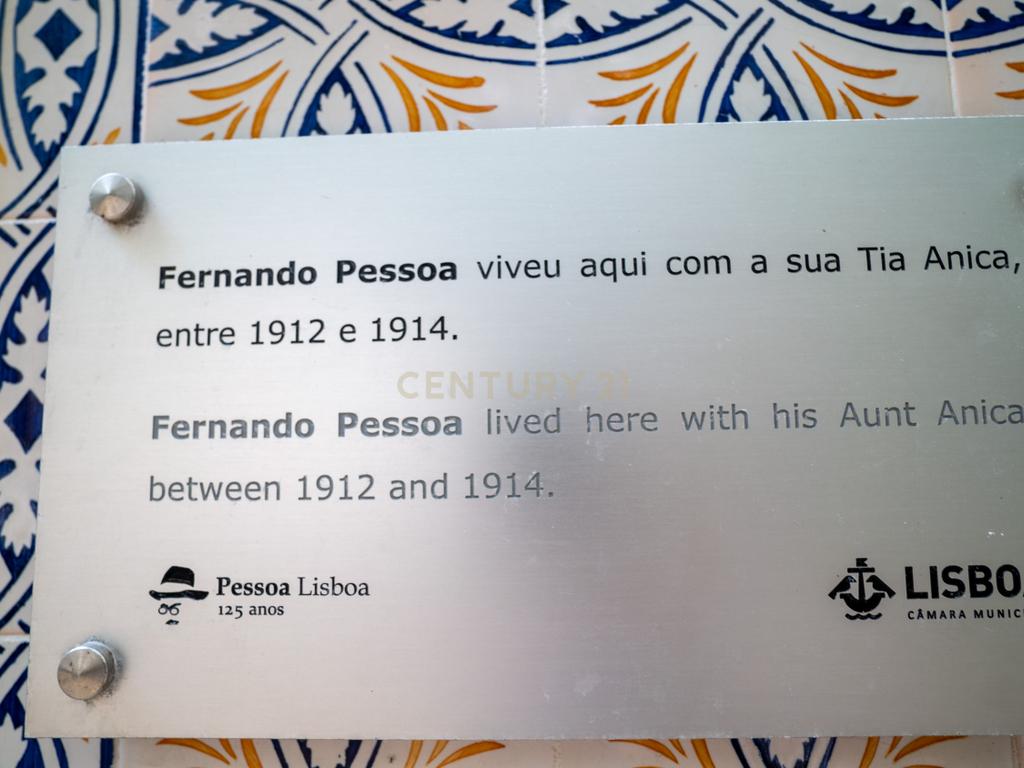 Fernando Pessoa viveu aqui com a sua Tia Anica,
entre 1912 e 1914.
CENTURY 21
Fernando Pessoa lived here with his Aunt Anica
between 1912 and 1914.
Pessoa Lisboa
125 anos
LISBOA
CÂMARA MUNIC